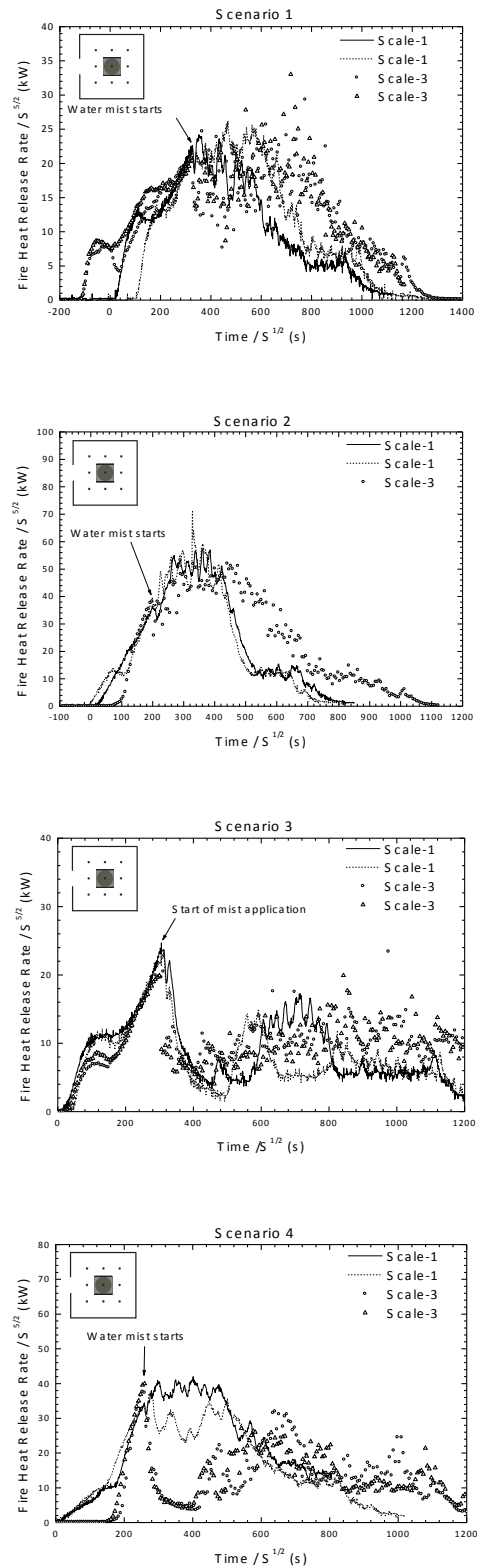 Scenario 1
Scale-1
Scale-1
Scale-3
Scale-3
Water mist starts
Fire Heat Release Rate / S^5/2 (kW)
35
30
25
20
15
10
5
0
-200 0 200 400 600 800 1000 1200 1400
Time / S^1/2 (s)
Scenario 2
Scale-1
Scale-1
Scale-3
Water mist starts
Fire Heat Release Rate / S^5/2 (kW)
100
90
80
70
60
50
40
30
20
10
0
-100 0 100 200 300 400 500 600 700 800 900 1000 1100 1200
Time / S^1/2 (s)
Scenario 3
Scale-1
Scale-1
Scale-3
Scale-3
Start of mist application
Fire Heat Release Rate / S^5/2 (kW)
40
30
20
10
0
0 200 400 600 800 1000 1200
Time /S^1/2 (s)
Scenario 4
Scale-1
Scale-1
Scale-3
Scale-3
Water mist starts
Fire Heat Release Rate / S^5/2 (kW)
80
70
60
50
40
30
20
10
0
0 200 400 600 800 1000 1200
Time / S^1/2 (s)